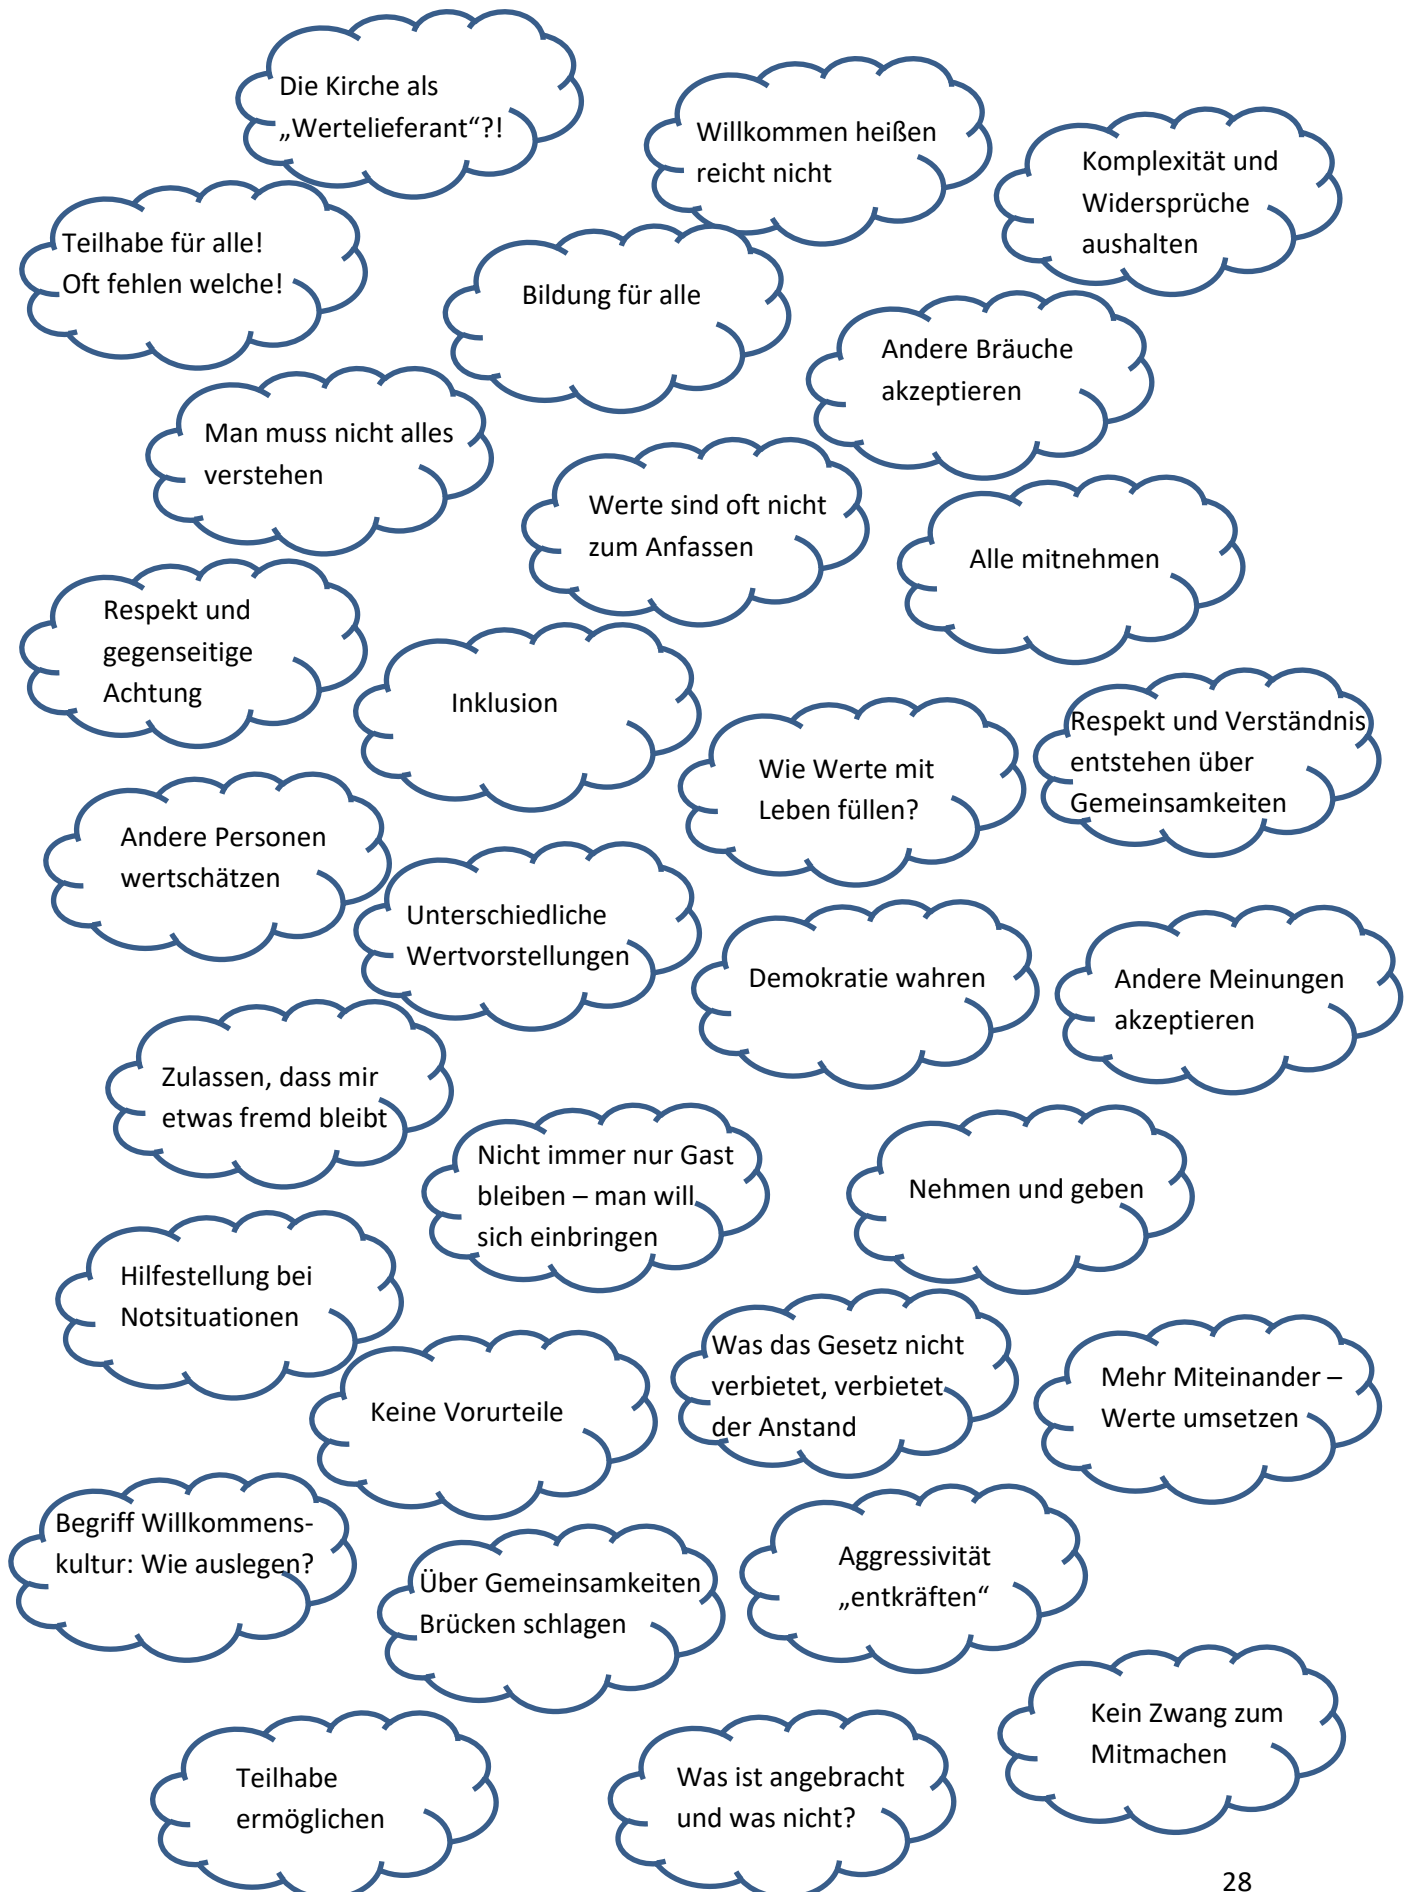 Die Kirche als
„Wertelieferant“?!
Willkommen heißen
reicht nicht
Komplexität und
Widersprüche
aushalten
Teilhabe für alle!
Oft fehlen welche!
Bildung für alle
Andere Bräuche
akzeptieren
Man muss nicht alles
verstehen
Werte sind oft nicht
zum Anfassen
Alle mitnehmen
Respekt und
gegenseitige
Achtung
Inklusion
Wie Werte mit
Leben füllen?
Respekt und Verständnis
entstehen über
Gemeinsamkeiten
Andere Personen
wertschätzen
Unterschiedliche
Wertvorstellungen
Demokratie wahren
Andere Meinungen
akzeptieren
Zulassen, dass mir
etwas fremd bleibt
Nicht immer nur Gast
bleiben – man will
sich einbringen
Nehmen und geben
Hilfestellung bei
Notsituationen
Keine Vorurteile
Was das Gesetz nicht
verbietet, verbietet
der Anstand
Mehr Miteinander –
Werte umsetzen
Begriff Willkommens-
kultur: Wie auslegen?
Über Gemeinsamkeiten
Brücken schlagen
Aggressivität
„entkräften“
Kein Zwang zum
Mitmachen
Teilhabe
ermöglichen
Was ist angebracht
und was nicht?
28